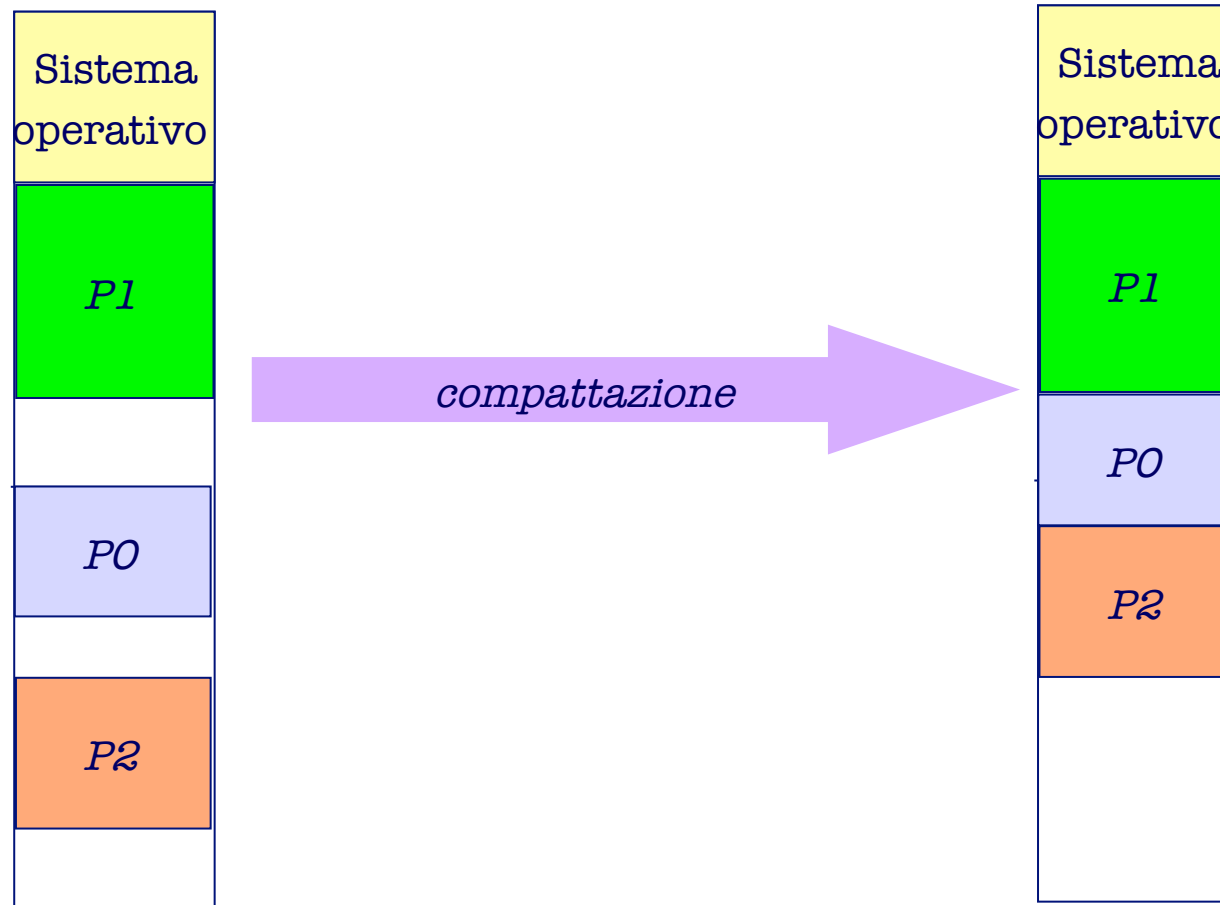 Sistema
operativo
P1
P0
P2
compattazione
Sistema
operativo
P1
P0
P2